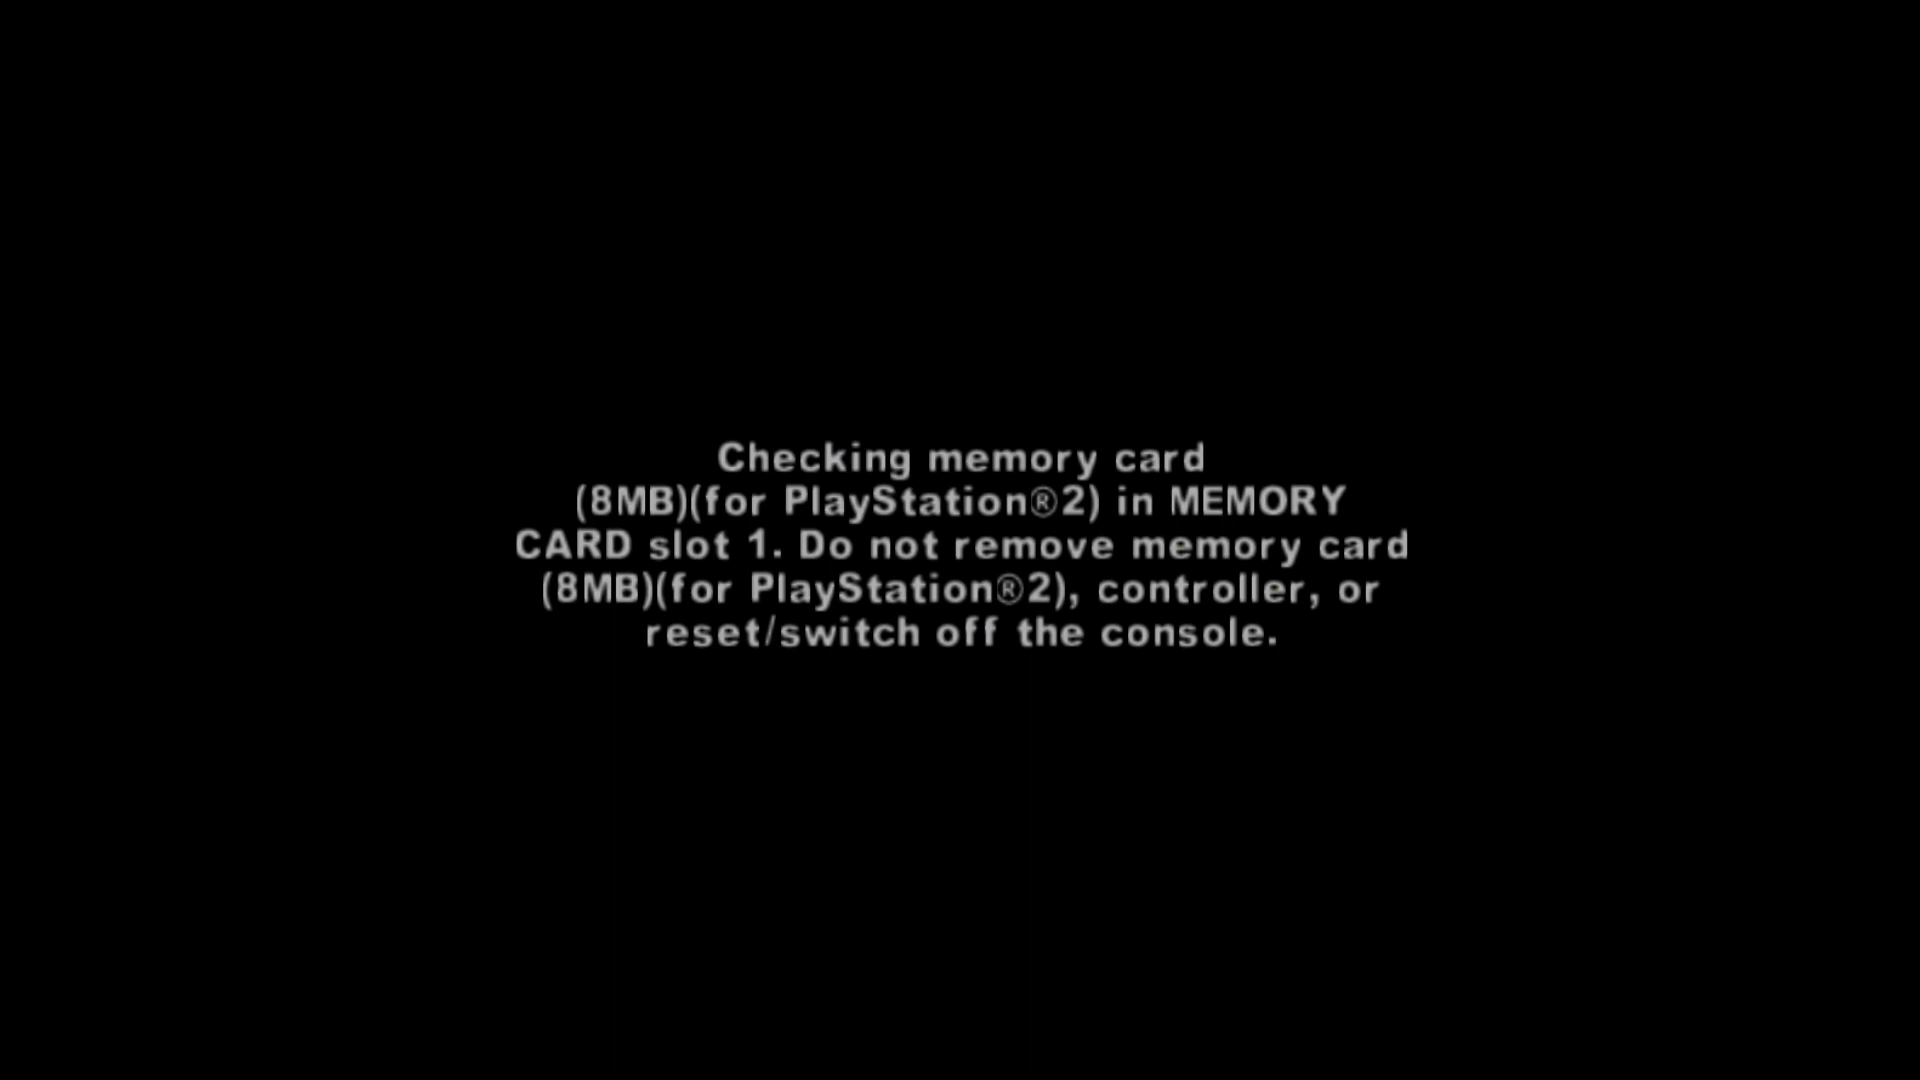 Checking memory card
(8MB)(for PlayStation®2) in MEMORY
CARD slot 1. Do not remove memory card
(8MB)(for PlayStation®2), controller, or
reset/switch off the console.